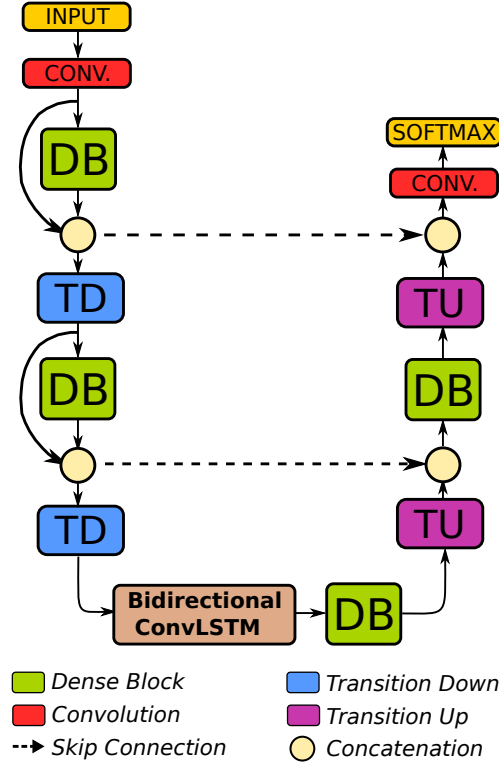 INPUT
CONV.
DB
TD
DB
TD
Bidirectional
ConvLSTM
DB
TU
DB
TU
CONV.
SOFTMAX
Dense Block
Convolution
Skip Connection
Transition Down
Transition Up
Concatenation